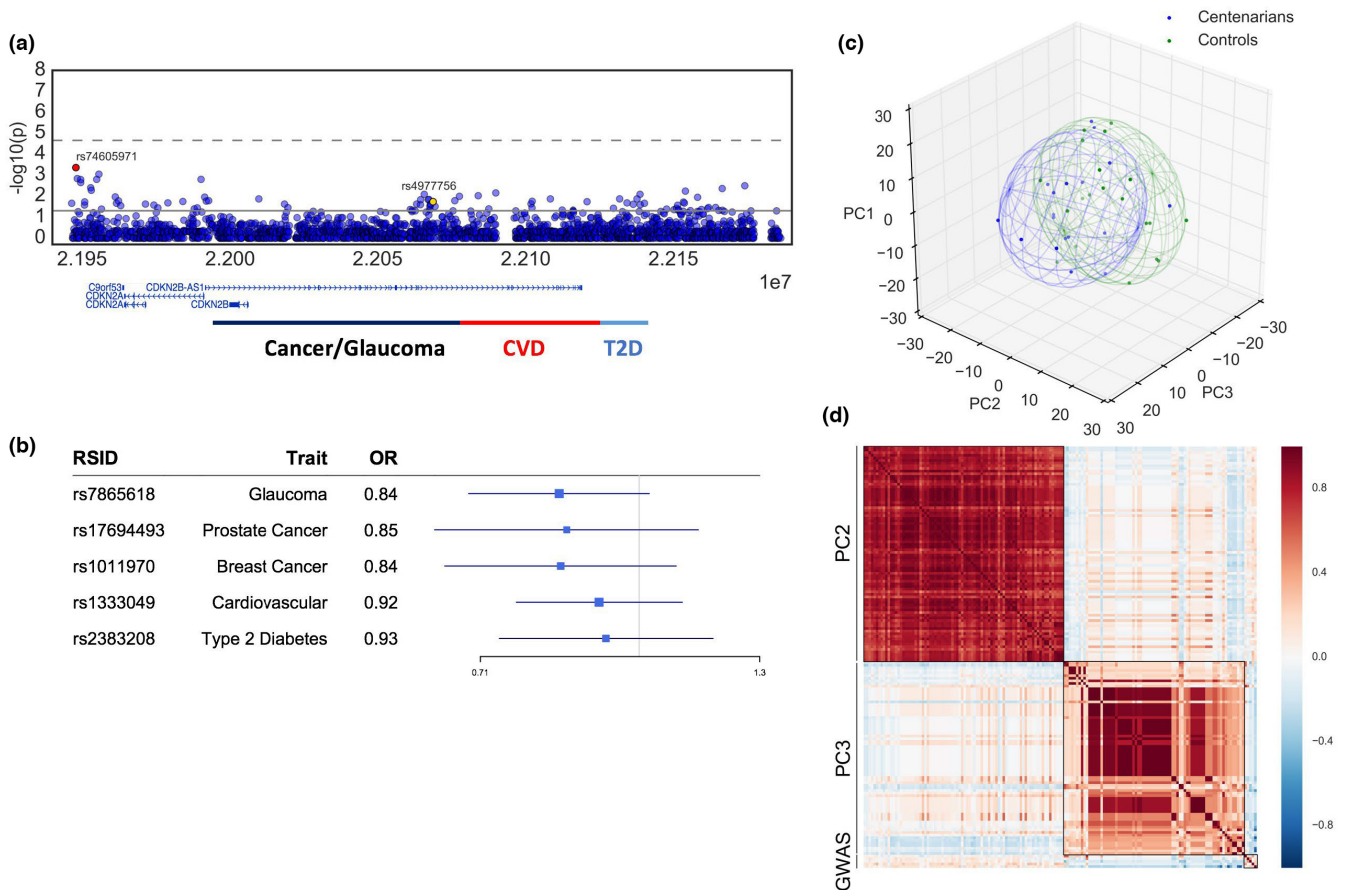 (a)
8
7
6
5
4
3
2
1
0
-log10(p)
rs74605971
rs4977756
2.195 2.200 2.205 2.210 2.215
1e7
C9orf53
CDKN2A CDKN2B-AS1
CDKN2A CDKN2B
Cancer/Glaucoma CVD T2D
(b)
RSID Trait OR
rs7865618 Glaucoma 0.84
rs17694493 Prostate Cancer 0.85
rs1011970 Breast Cancer 0.84
rs1333049 Cardiovascular 0.92
rs2383208 Type 2 Diabetes 0.93
0.71 1.3
(c)
Centenarians
Controls
30
20
10
PC1 0
−10
−20
−30
−30
−20
−10
0
PC2 10
20
30
30
20
10
0 PC3
−10
−20
−30
(d)
PC2
PC3
GWAS
0.8
0.4
0.0
−0.4
−0.8